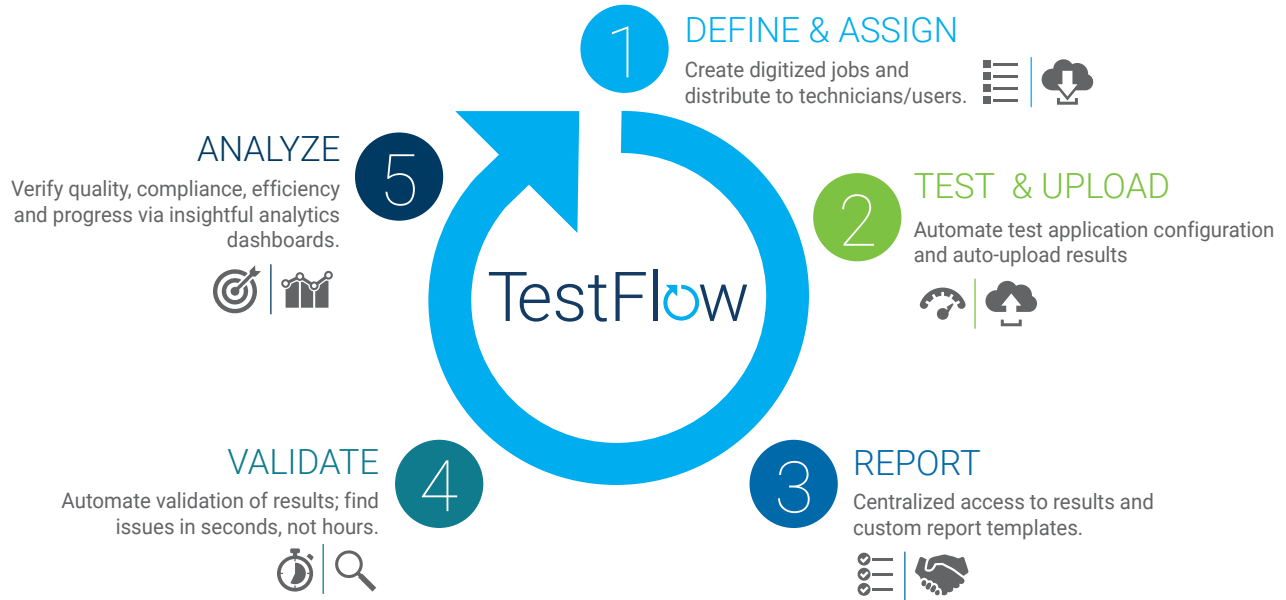 1
DEFINE & ASSIGN
Create digitized jobs and
distribute to technicians/users.
2
TEST & UPLOAD
Automate test application configuration
and auto-upload results
3
REPORT
Centralized access to results and
custom report templates.
4
VALIDATE
Automate validation of results; find
issues in seconds, not hours.
5
ANALYZE
Verify quality, compliance, efficiency
and progress via insightful analytics
dashboards.
TestFlow